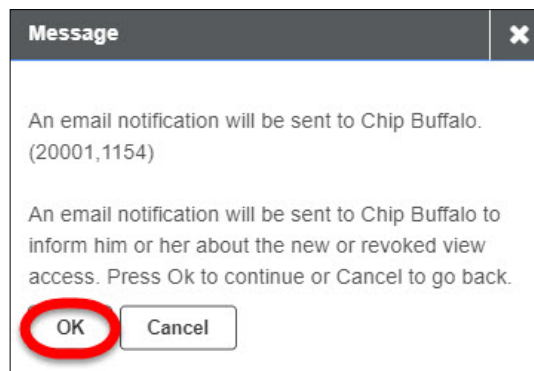 Message
An email notification will be sent to Chip Buffalo.
(20001,1154)
An email notification will be sent to Chip Buffalo to
inform him or her about the new or revoked view
access. Press Ok to continue or Cancel to go back.
OK Cancel